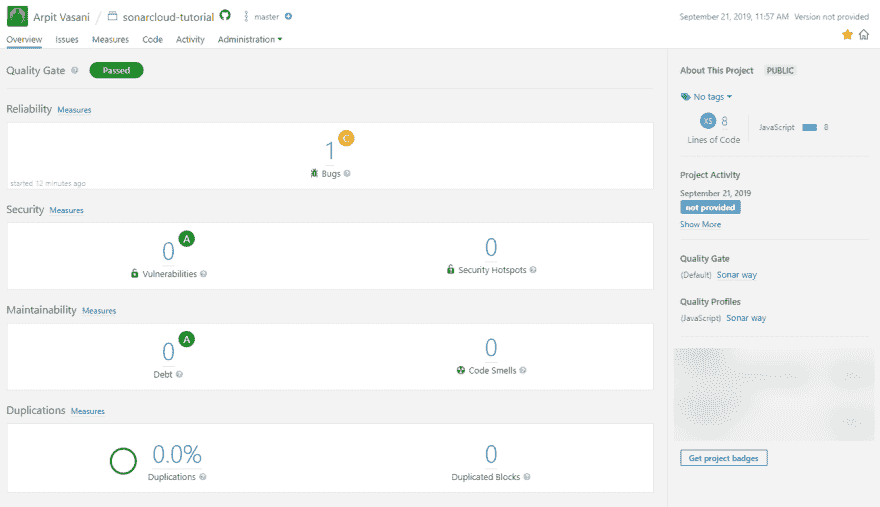 Arpit Vasani / sonarcloud-tutorial master
September 21, 2019, 11:57 AM Version not provided
Overview Issues Measures Code Activity Administration
Quality Gate Passed
Reliability Measures
1 C
Bugs
started 12 minutes ago
Security Measures
0 A
Vulnerabilities
0
Security Hotspots
Maintainability Measures
0 A
Debt
0
Code Smells
Duplications Measures
0.0%
Duplications
0
Duplicated Blocks
About This Project PUBLIC
No tags
XS 8
Lines of Code
JavaScript 8
Project Activity
September 21, 2019
not provided
Show More
Quality Gate
(Default) Sonar way
Quality Profiles
(JavaScript) Sonar way
Get project badges